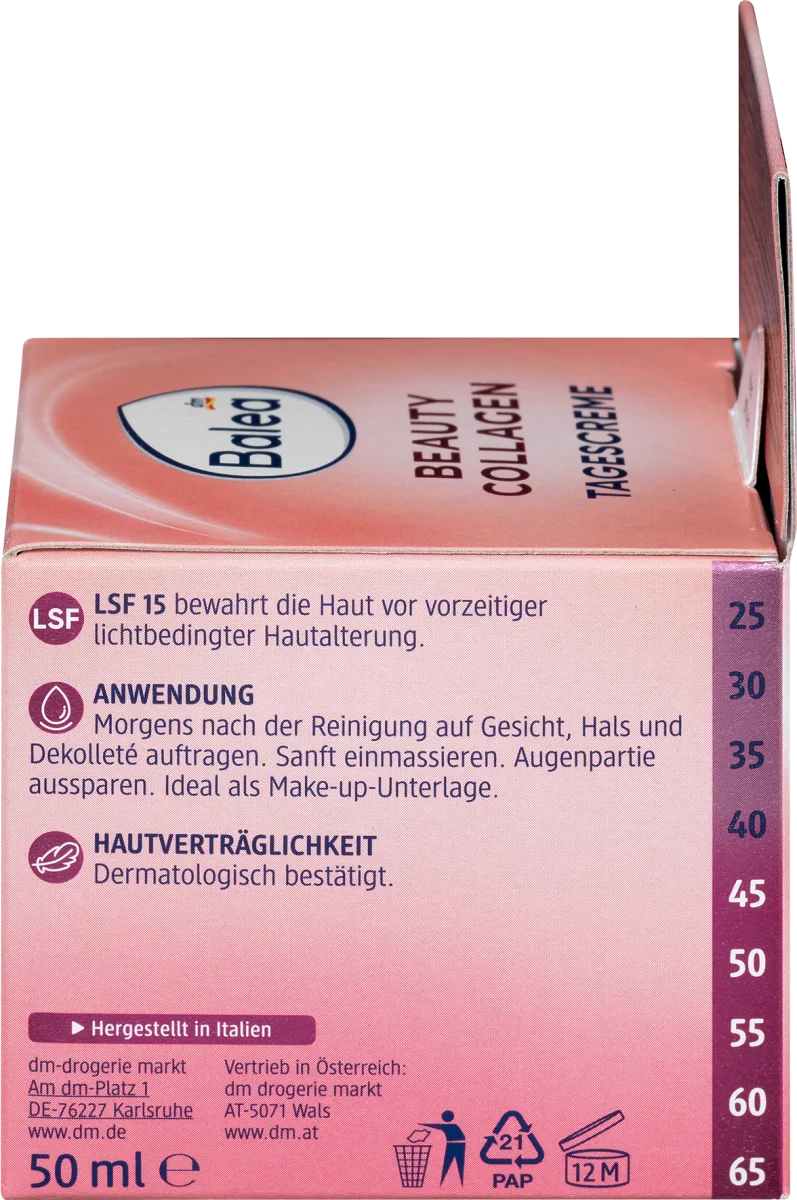 dm
Balea
BEAUTY
COLLAGEN
TAGESCREME
LSF
LSF 15 bewahrt die Haut vor vorzeitiger
lichtbedingter Hautalterung.
ANWENDUNG
Morgens nach der Reinigung auf Gesicht, Hals und
Dekolleté auftragen. Sanft einmassieren. Augenpartie
aussparen. Ideal als Make-up-Unterlage.
HAUTVERTRÄGLICHKEIT
Dermatologisch bestätigt.
▶ Hergestellt in Italien
dm-drogerie markt
Am dm-Platz 1
DE-76227 Karlsruhe
www.dm.de
Vertrieb in Österreich:
dm drogerie markt
AT-5071 Wals
www.dm.at
50 ml ℮
21
PAP
12 M
25
30
35
40
45
50
55
60
65